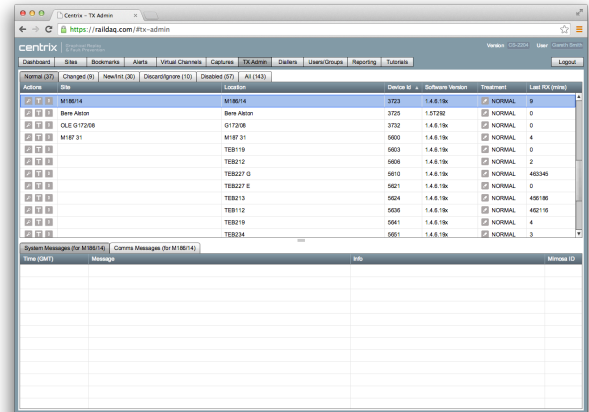 Centrix – TX Admin
https://raildaq.com/#tx-admin
centrix
Version CS-2204 User Gareth Smith
Dashboard Sites Bookmarks Alerts Virtual Channels Captures TX Admin Diallers Users/Groups Reporting Tutorials Logout
Normal (37) Changed (9) New/Init (30) Discard/Ignore (10) Disabled (57) All (143)
Actions Site Location Device Id Software Version Treatment Last RX (mins)
M186/14 M186/14 3723 1.4.6.19x NORMAL 9
Bere Alston Bere Alston 3725 1.5T292 NORMAL 0
OLE G172/08 G172/08 3732 1.4.6.19x NORMAL 0
M187 31 M187/31 5600 1.4.6.19x NORMAL 4
TEB119 5603 1.4.6.19x NORMAL 0
TEB212 5606 1.4.6.19x NORMAL 2
TEB227 G 5610 1.4.6.19x NORMAL 463345
TEB227 E 5621 1.4.6.19x NORMAL 0
TEB213 5624 1.4.6.19x NORMAL 456186
TEB112 5636 1.4.6.19x NORMAL 462116
TEB219 5641 1.4.6.19x NORMAL 4
TEB234 5651 1.4.6.19x NORMAL 3
System Messages (for M186/14) Comms Messages (for M186/14)
Time (GMT) Message Info Mimosa ID